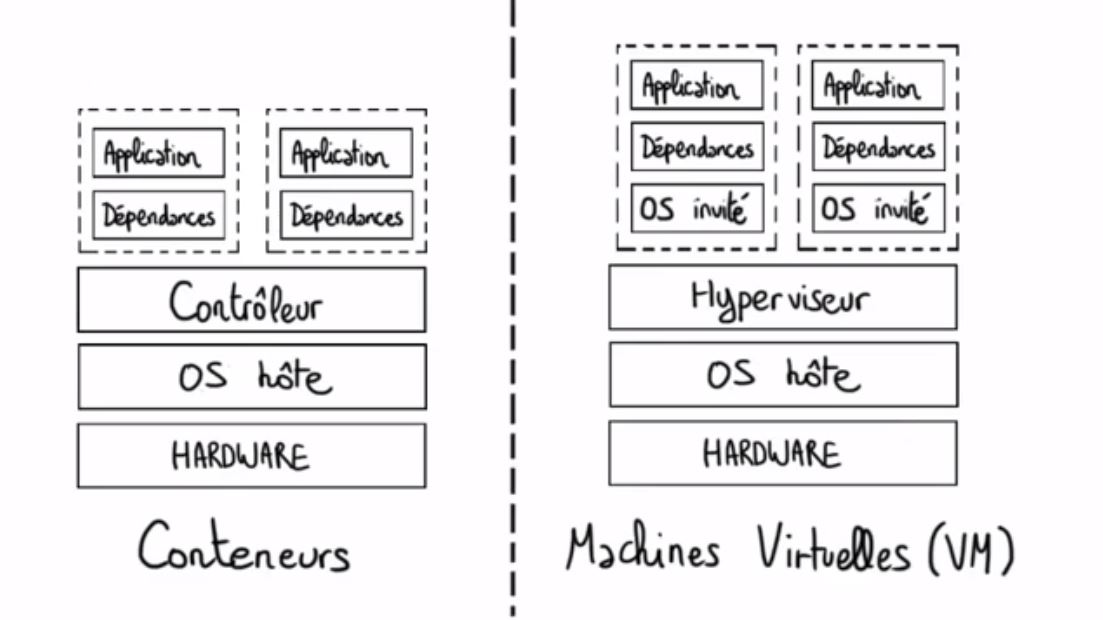 Application
Dépendances
Application
Dépendances
Contrôleur
OS hôte
HARDWARE
Conteneurs
Application
Dépendances
OS invité
Application
Dépendances
OS invité
Hyperviseur
OS hôte
HARDWARE
Machines Virtuelles (VM)